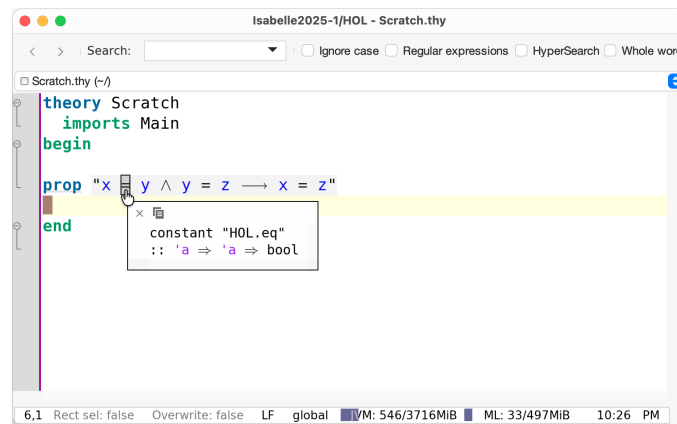 Isabelle2025-1/HOL - Scratch.thy
Search: Ignore case Regular expressions HyperSearch Whole wor
Scratch.thy (~/)
theory Scratch
imports Main
begin
prop "x = y ∧ y = z ⟶ x = z"
constant "HOL.eq"
:: 'a ⇒ 'a ⇒ bool
end
6,1 Rect sel: false Overwrite: false LF global VM: 546/3716MiB ML: 33/497MiB 10:26 PM